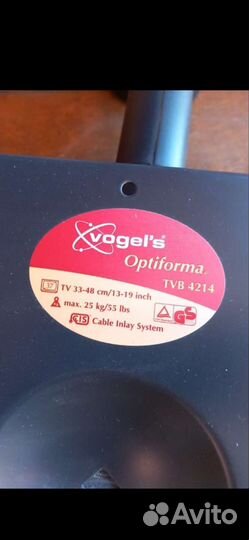 vogel's
Optiforma
TVB 4214
TV 33-48 cm/13-19 inch
max. 25 kg/55 lbs
CIS Cable Inlay System
GS
Avito